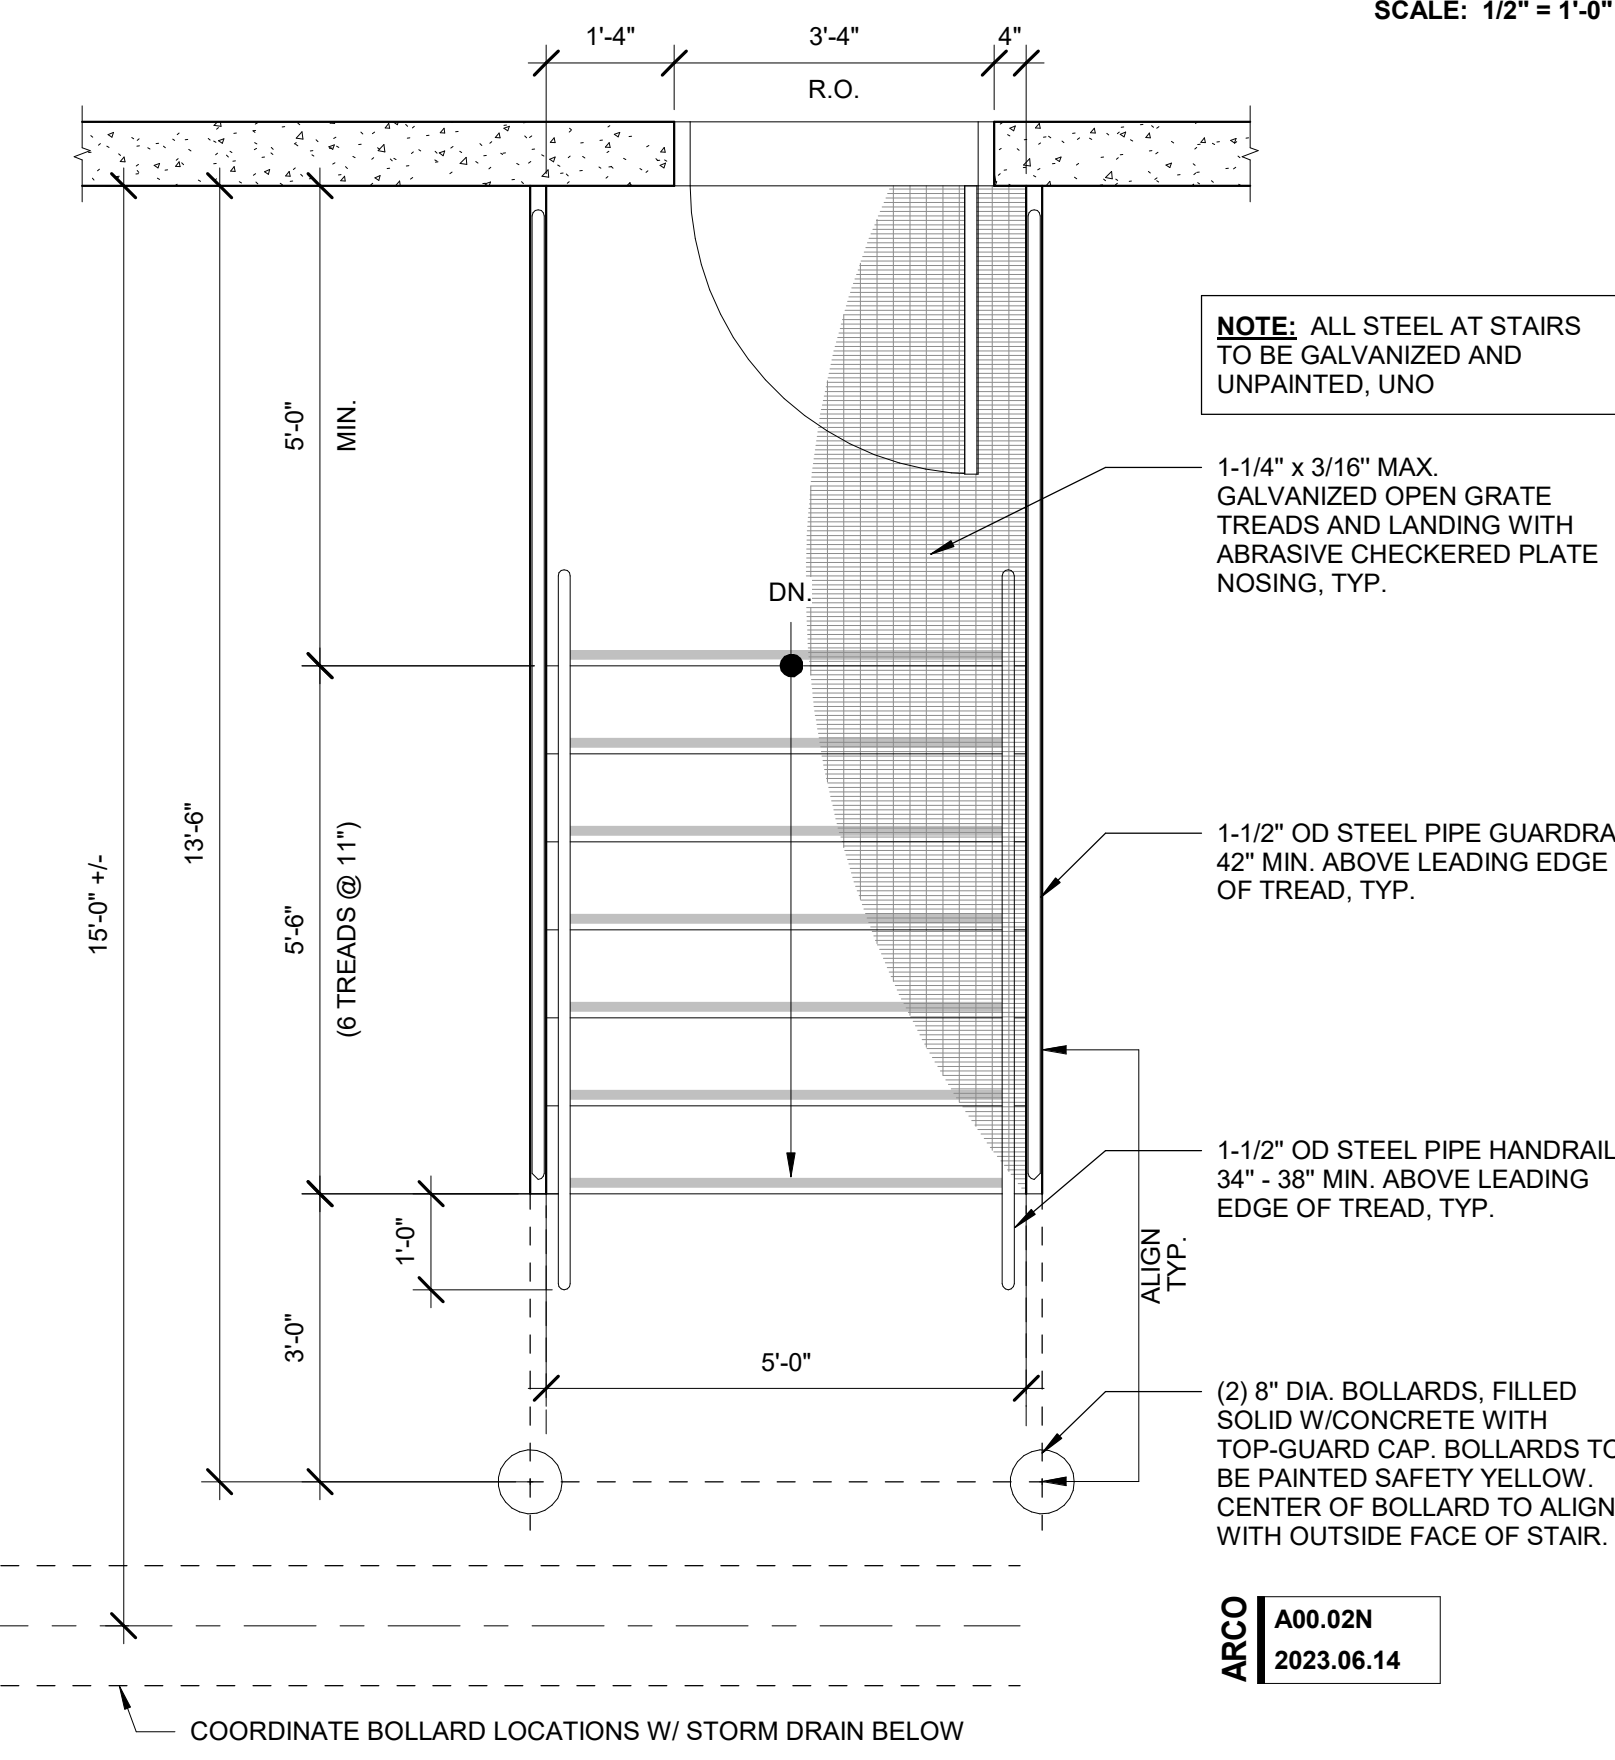 SCALE: 1/2" = 1'-0"
1'-4"
3'-4"
4"
R.O.
NOTE: ALL STEEL AT STAIRS
TO BE GALVANIZED AND
UNPAINTED, UNO
5'-0"
MIN.
1-1/4" x 3/16" MAX.
GALVANIZED OPEN GRATE
TREADS AND LANDING WITH
ABRASIVE CHECKERED PLATE
NOSING, TYP.
DN.
15'-0" +/-
13'-6"
5'-6"
(6 TREADS @ 11")
1-1/2" OD STEEL PIPE GUARDRA
42" MIN. ABOVE LEADING EDGE
OF TREAD, TYP.
1-1/2" OD STEEL PIPE HANDRAIL
34" - 38" MIN. ABOVE LEADING
EDGE OF TREAD, TYP.
1'-0"
ALIGN
TYP.
3'-0"
5'-0"
(2) 8" DIA. BOLLARDS, FILLED
SOLID W/CONCRETE WITH
TOP-GUARD CAP. BOLLARDS TO
BE PAINTED SAFETY YELLOW.
CENTER OF BOLLARD TO ALIGN
WITH OUTSIDE FACE OF STAIR.
ARCO
A00.02N
2023.06.14
COORDINATE BOLLARD LOCATIONS W/ STORM DRAIN BELOW